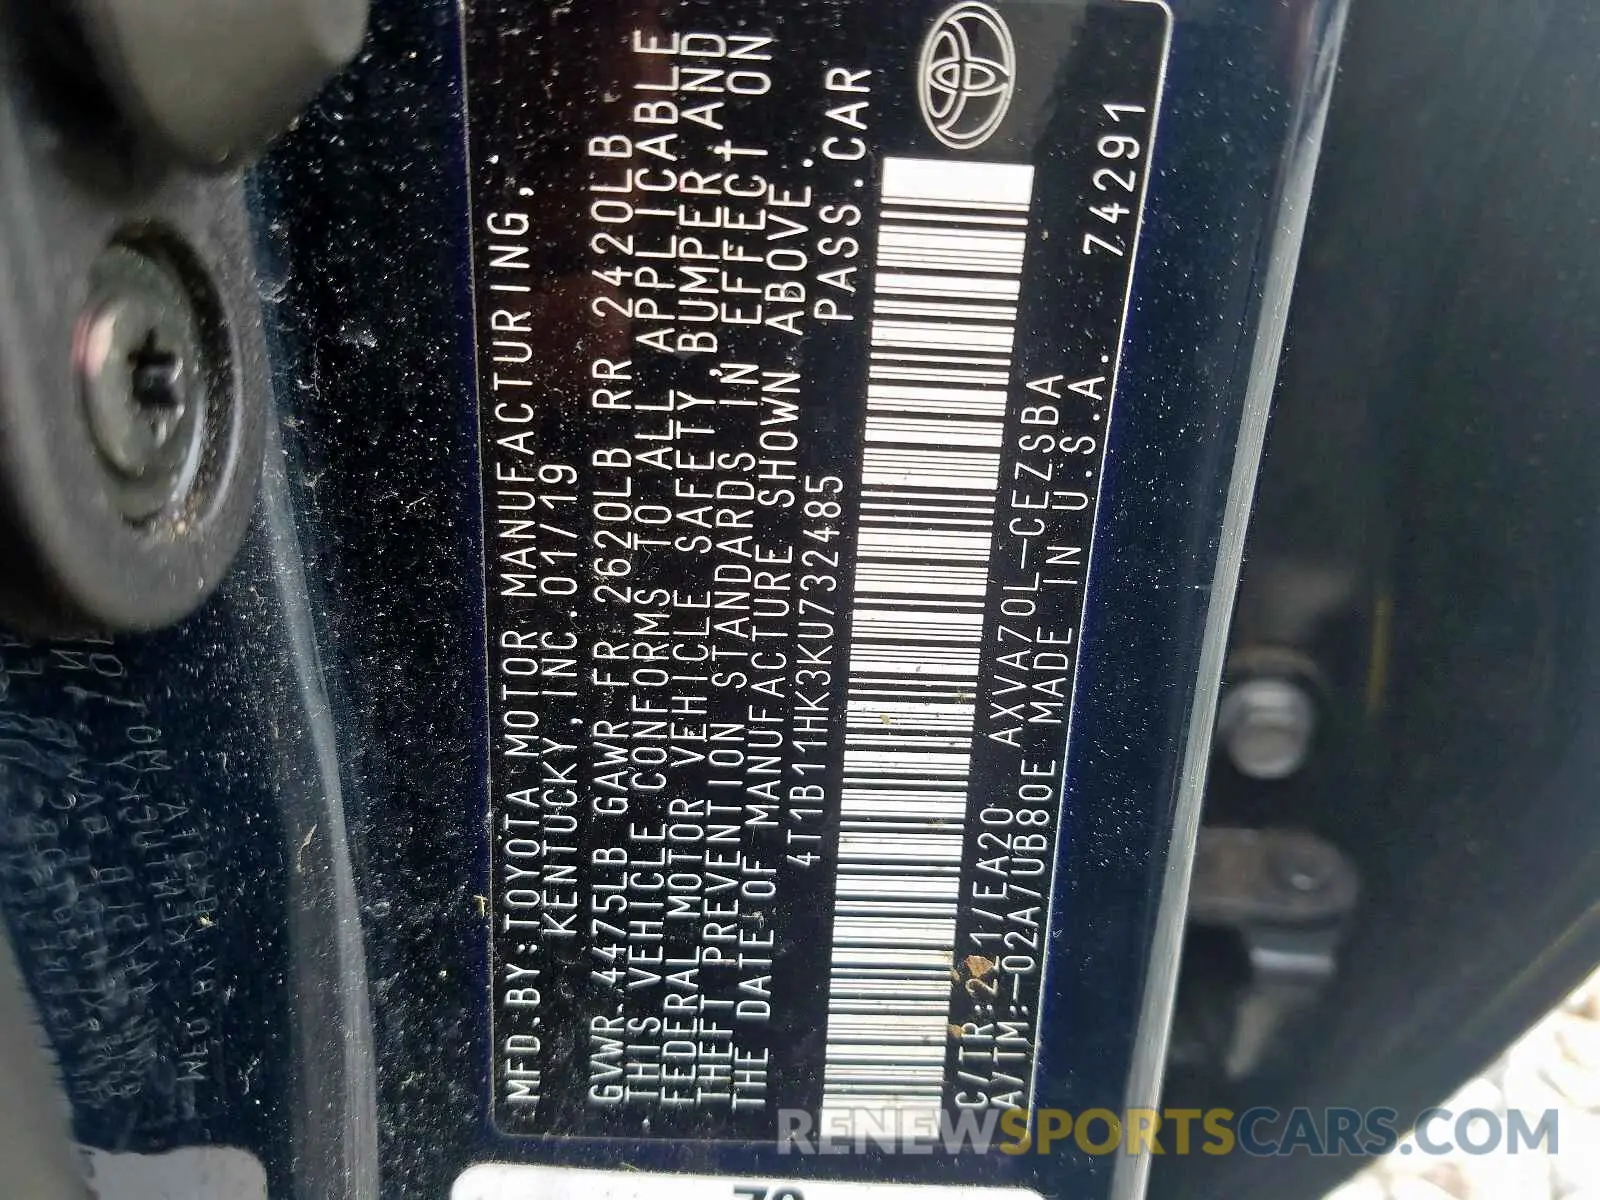 MFD.BY:TOYOTA MOTOR MANUFACTURING,
KENTUCKY,INC.01/19
GVWR 4475LB GAWR FR 2620LB RR 2420LB
THIS VEHICLE CONFORMS TO ALL APPLICABLE
FEDERAL MOTOR VEHICLE SAFETY,BUMPER,AND
THEFT PREVENTION STANDARDS IN EFFECT ON
THE DATE OF MANUFACTURE SHOWN ABOVE.
4T1B11HK3KU732485 PASS.CAR
C/TR:221/EA20 AXVA70L-CEZSBA
A/TM:-02A/UB80E MADE IN U.S.A. 74291
RENEWSPORTSCARS.COM